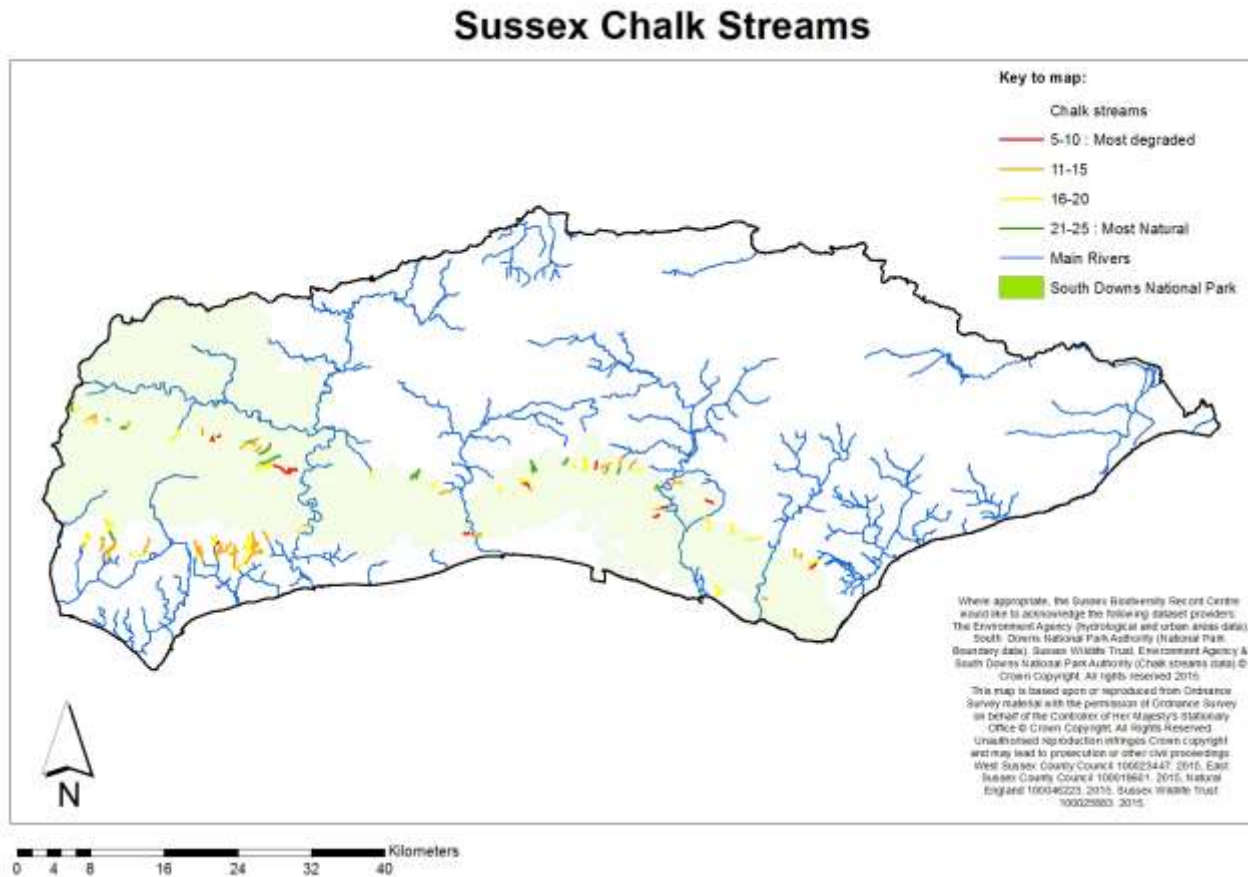 Sussex Chalk Streams
Key to map:
Chalk streams
5-10 : Most degraded
11-15
16-20
21-25 : Most Natural
Main Rivers
South Downs National Park
Where appropriate, the Sussex Biodiversity Record Centre
would like to acknowledge the following dataset providers:
The Environment Agency (hydrological and urban areas data),
South Downs National Park Authority (National Park
Boundary data), Sussex Wildlife Trust, Environment Agency &
South Downs National Park Authority (Chalk streams data) ©
Crown Copyright. All rights reserved 2015.
This map is based upon or reproduced from Ordnance
Survey material with the permission of Ordnance Survey
on behalf of the Controller of Her Majesty's Stationary
Office © Crown Copyright. All Rights Reserved.
Unauthorised reproduction infringes Crown copyright
and may lead to prosecution or other civil proceedings.
West Sussex County Council 100023447, 2015, East
Sussex County Council 2015, Natural
England 100046223, 2015, Sussex Wildlife Trust
2015.
N
Kilometers
0 4 8 16 24 32 40